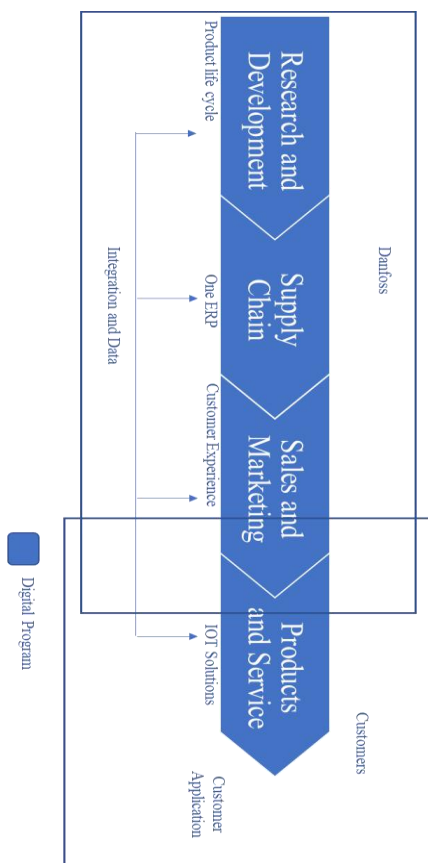 Danfoss
Customers
Research and
Development
Supply
Chain
Sales and
Marketing
Products
and Service
Product life cycle
One ERP
Customer Experience
IOT Solutions
Customer
Application
Integration and Data
Digital Program